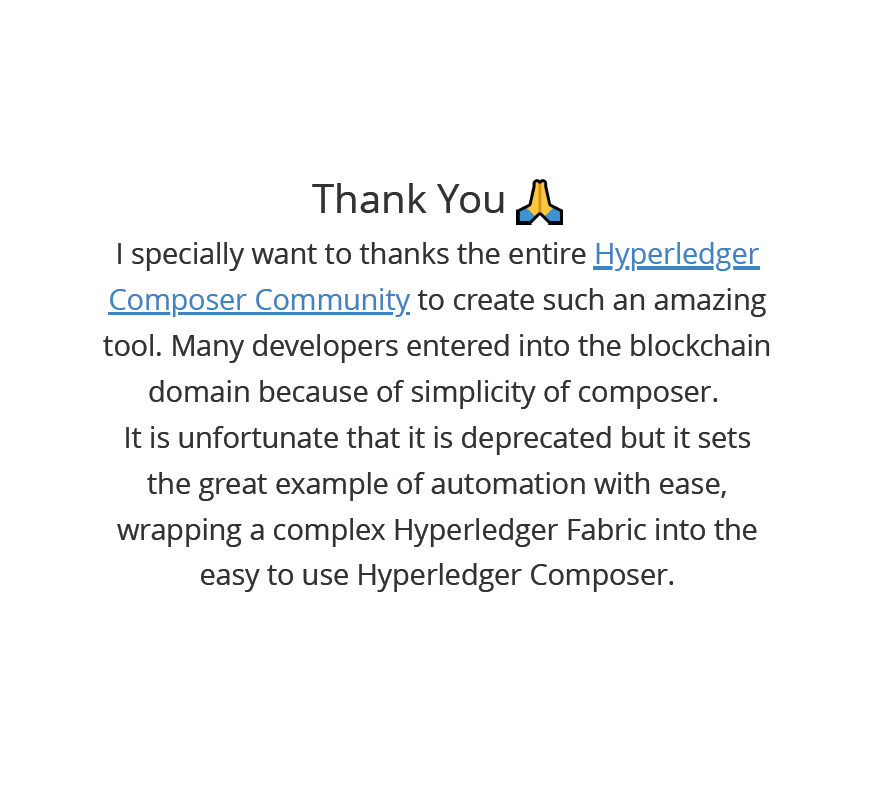 Thank You 🙏
I specially want to thanks the entire Hyperledger
Composer Community to create such an amazing
tool. Many developers entered into the blockchain
domain because of simplicity of composer.
It is unfortunate that it is deprecated but it sets
the great example of automation with ease,
wrapping a complex Hyperledger Fabric into the
easy to use Hyperledger Composer.